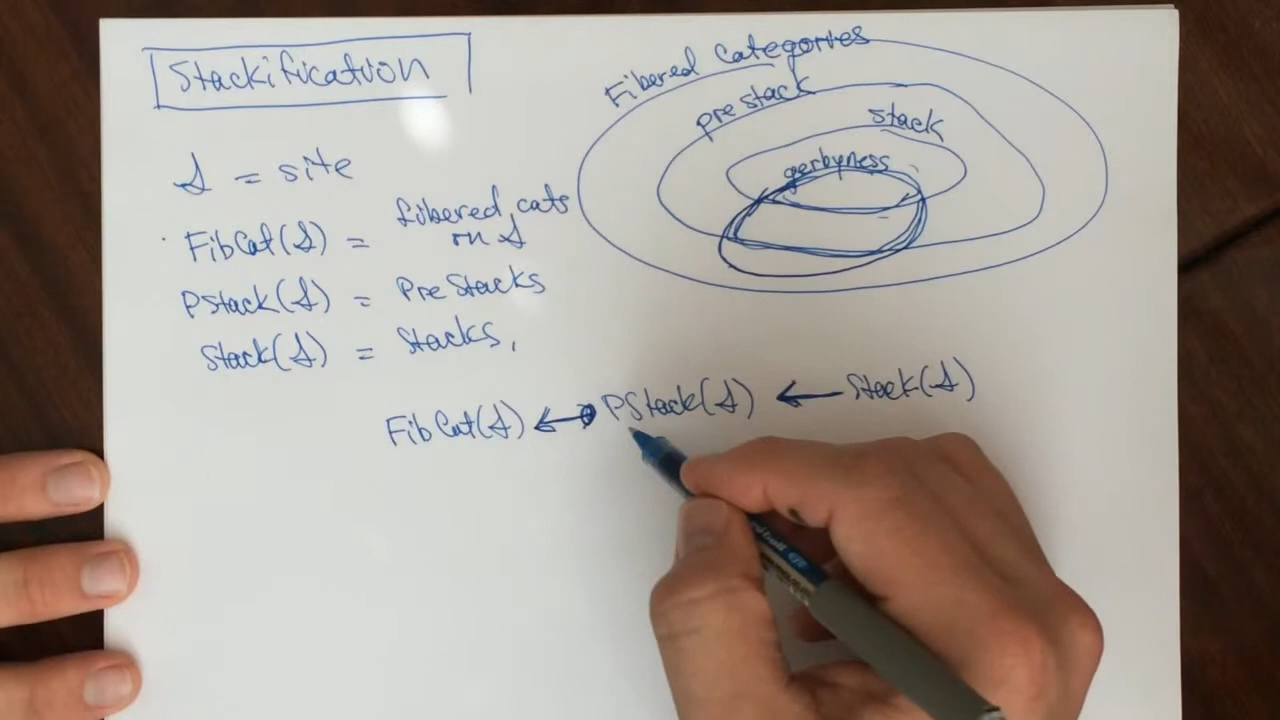 Stackification
𝒮 = site
FibCat(𝒮) = fibered cats on 𝒮
PStack(𝒮) = PreStacks
Stack(𝒮) = Stacks,
Fibered Categories
prestack
stack
gerbyness
FibCat(𝒮) ← PStack(𝒮) ← Stack(𝒮)